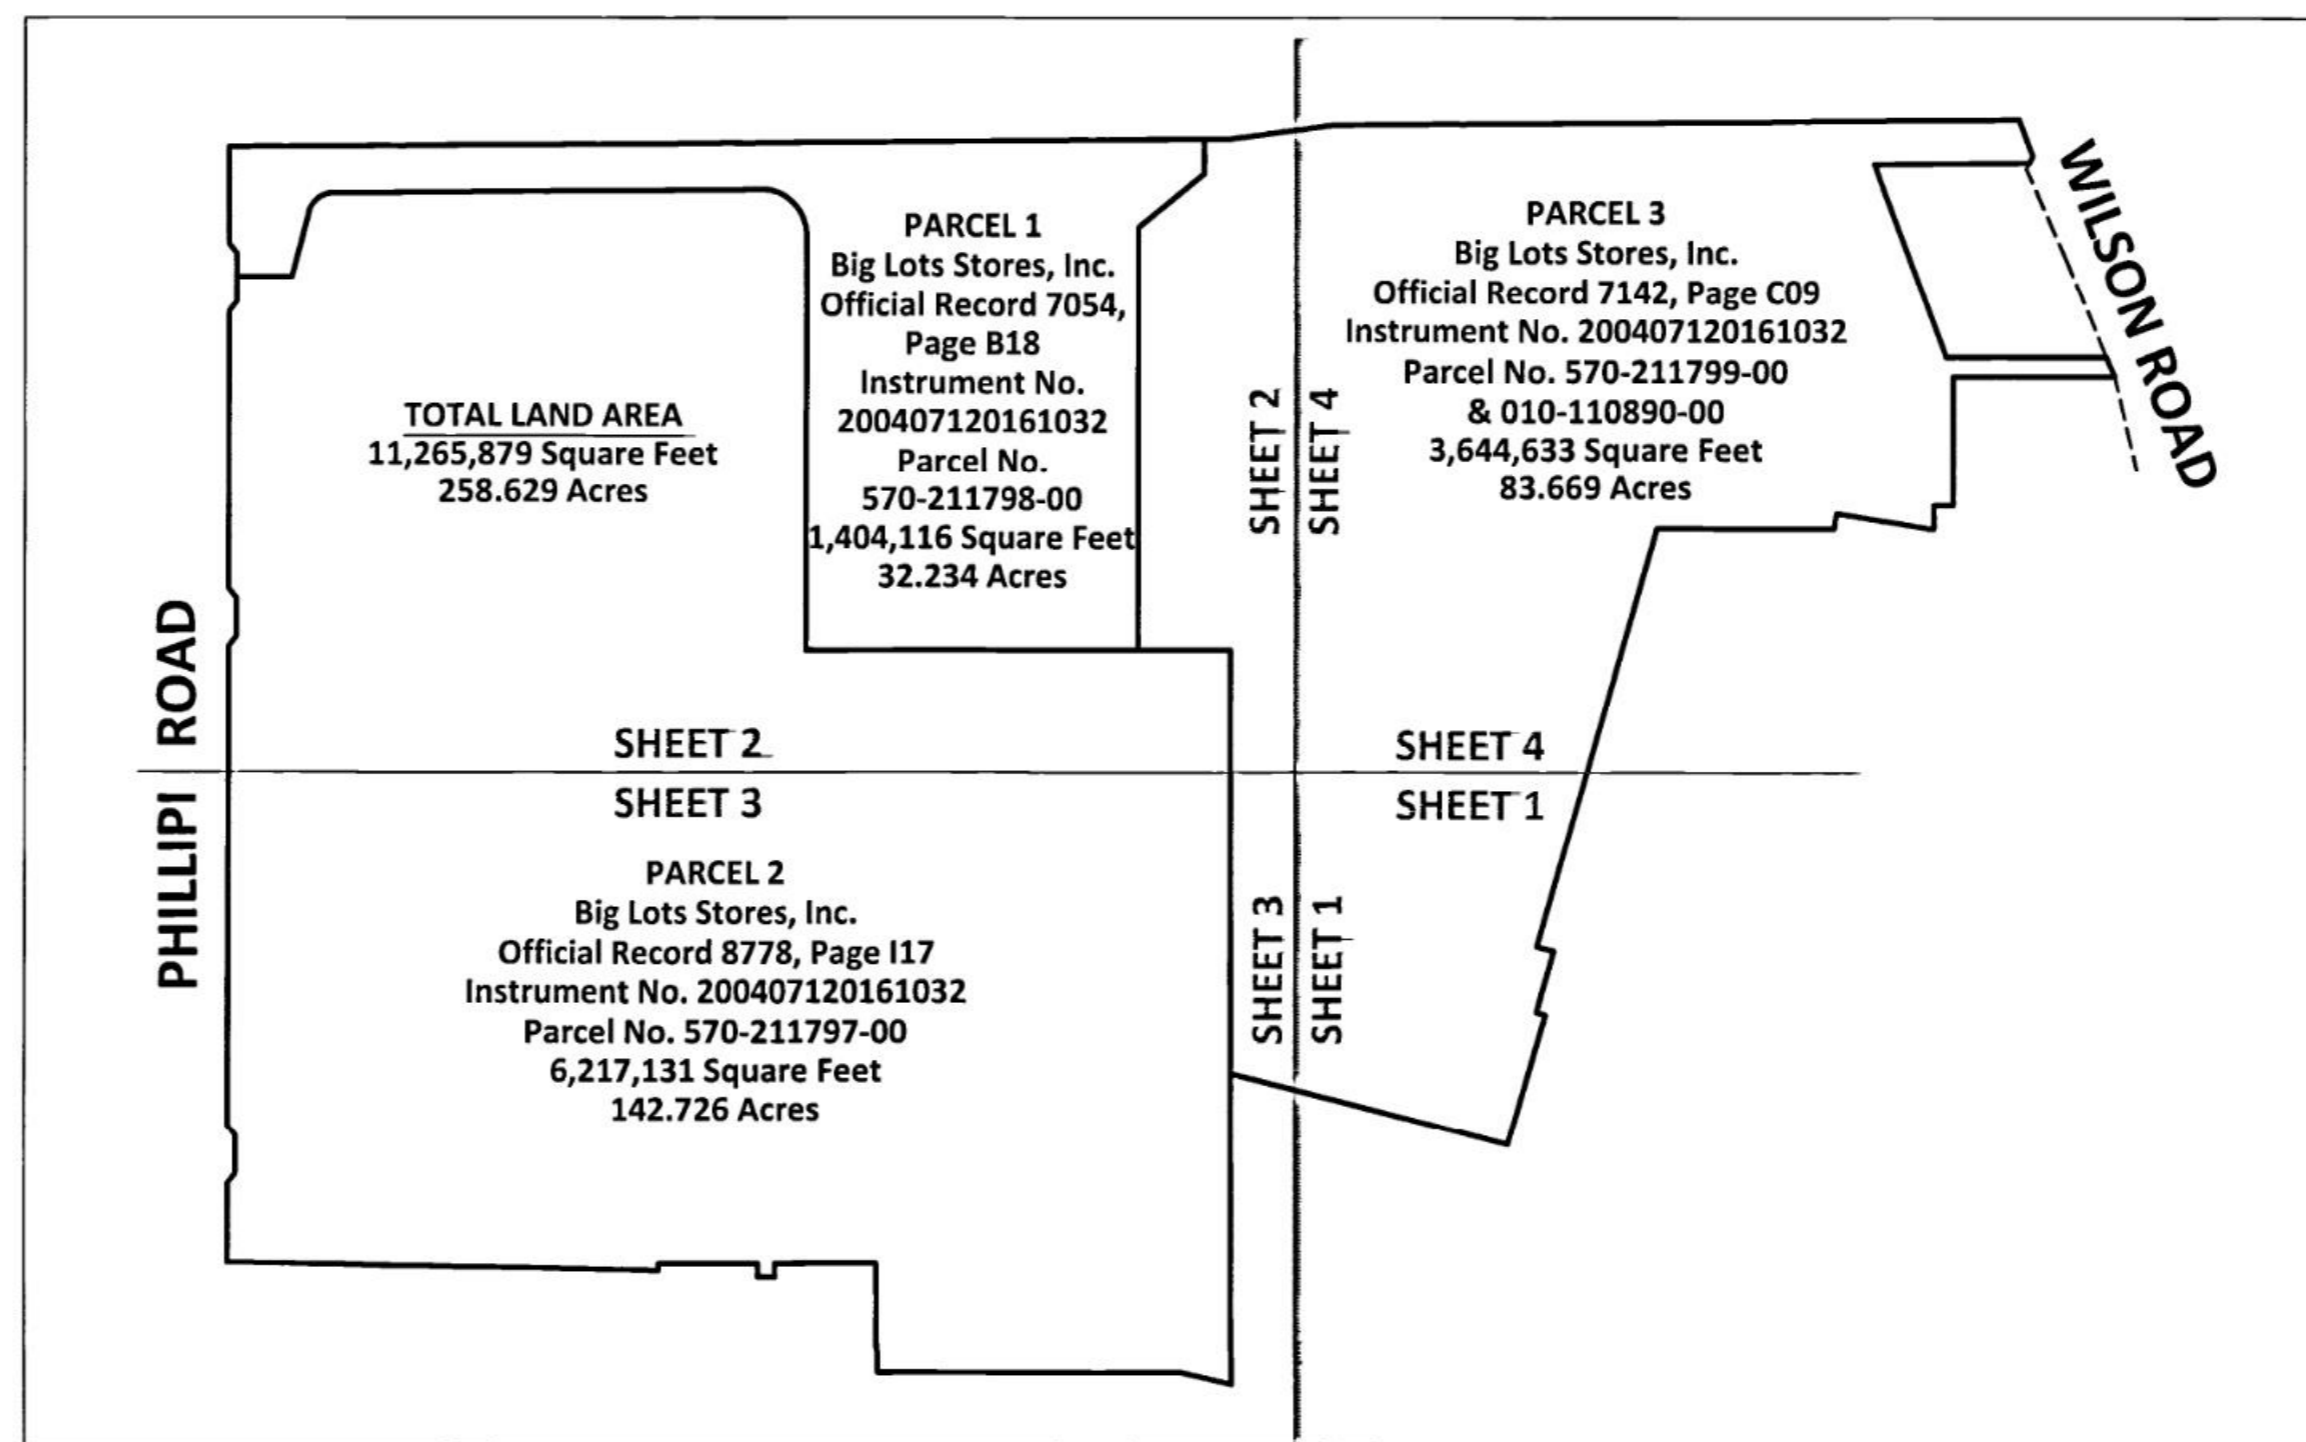 WILSON ROAD
PARCEL 1
Big Lots Stores, Inc.
Official Record 7054,
Page B18
Instrument No.
200407120161032
Parcel No.
570-211798-00
1,404,116 Square Feet
32.234 Acres
PARCEL 3
Big Lots Stores, Inc.
Official Record 7142, Page C09
Instrument No. 200407120161032
Parcel No. 570-211799-00
& 010-110890-00
3,644,633 Square Feet
83.669 Acres
TOTAL LAND AREA
11,265,879 Square Feet
258.629 Acres
SHEET 2
SHEET 4
PHILLIPI ROAD
SHEET 2
SHEET 3
SHEET 4
SHEET 1
PARCEL 2
Big Lots Stores, Inc.
Official Record 8778, Page I17
Instrument No. 200407120161032
Parcel No. 570-211797-00
6,217,131 Square Feet
142.726 Acres
SHEET 3
SHEET 1